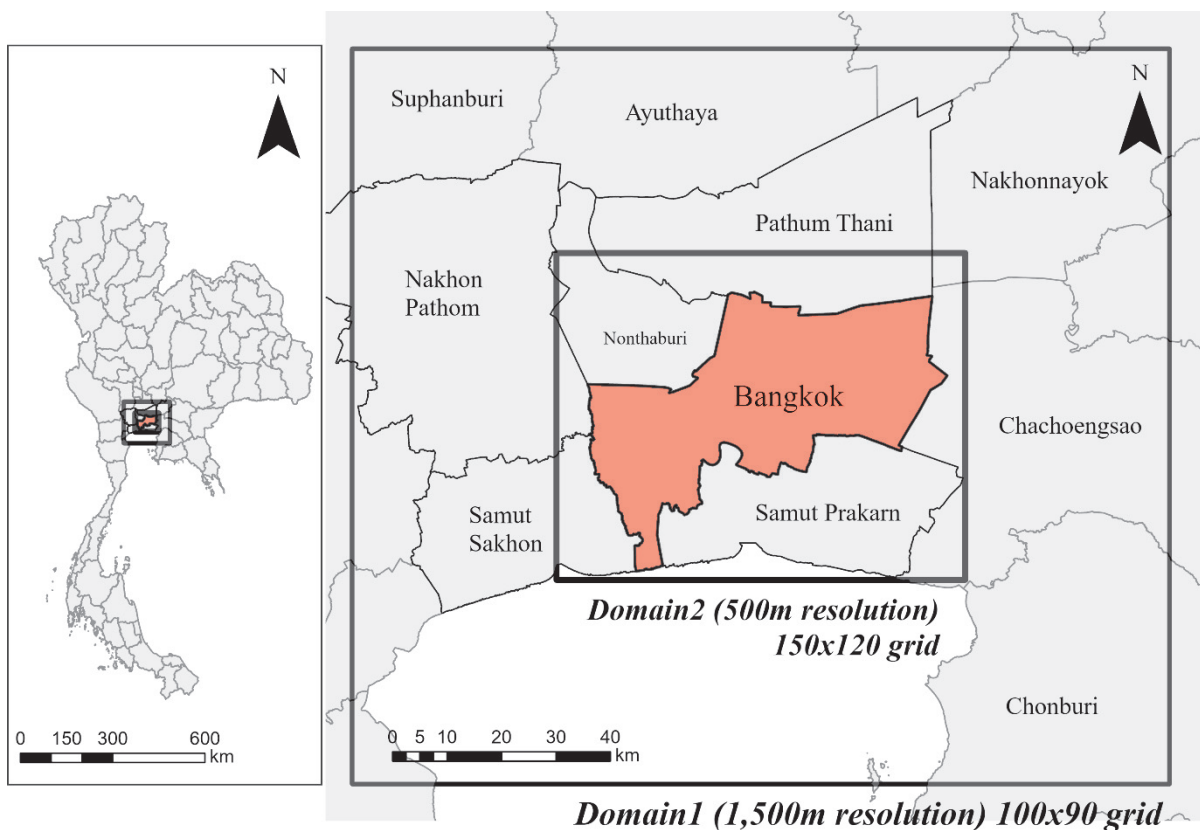 N
0 150 300 600
km
N
Suphanburi
Ayuthaya
Nakhonnayok
Pathum Thani
Nakhon
Pathom
Nonthaburi
Bangkok
Chachoengsao
Samut
Sakhon
Samut Prakarn
Domain2 (500m resolution)
150x120 grid
Chonburi
0 5 10 20 30 40
km
Domain1 (1,500m resolution) 100x90 grid